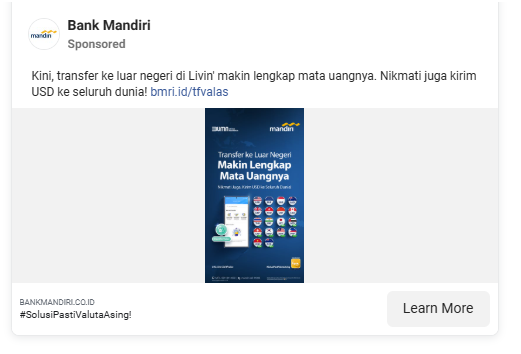 mandiri
Bank Mandiri
Sponsored
Kini, transfer ke luar negeri di Livin' makin lengkap mata uangnya. Nikmati juga kirim
USD ke seluruh dunia! bmri.id/tfvalas
BUMN
mandiri
Transfer ke Luar Negeri
Makin Lengkap
Mata Uangnya
Nikmati Juga, Kirim USD ke Seluruh Dunia!
BANKMANDIRI.CO.ID
#SolusiPastiValutaAsing!
Learn More